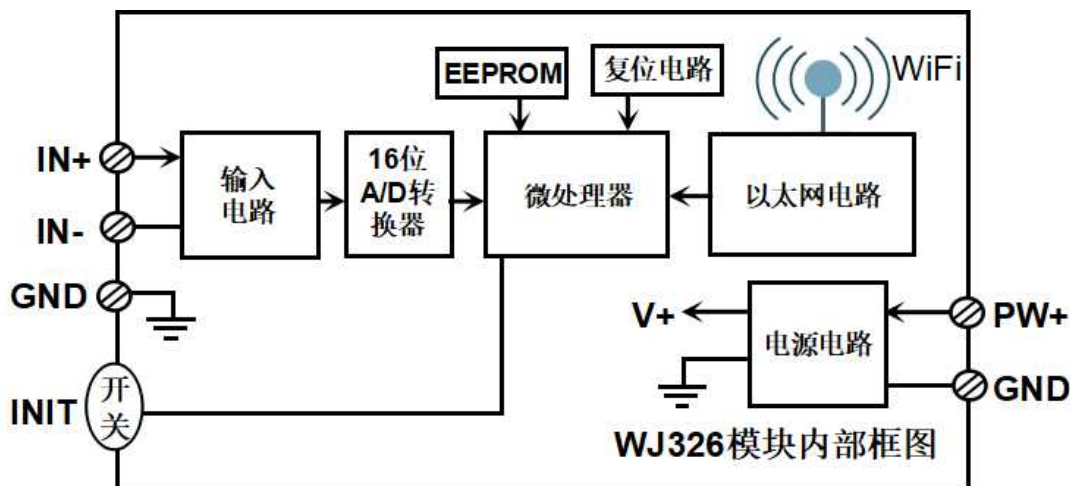 EEPROM
复位电路
WiFi
IN+
IN-
GND
INIT
开
关
输入
电路
16位
A/D转
换器
微处理器
以太网电路
V+
电源电路
PW+
GND
WJ326模块内部框图